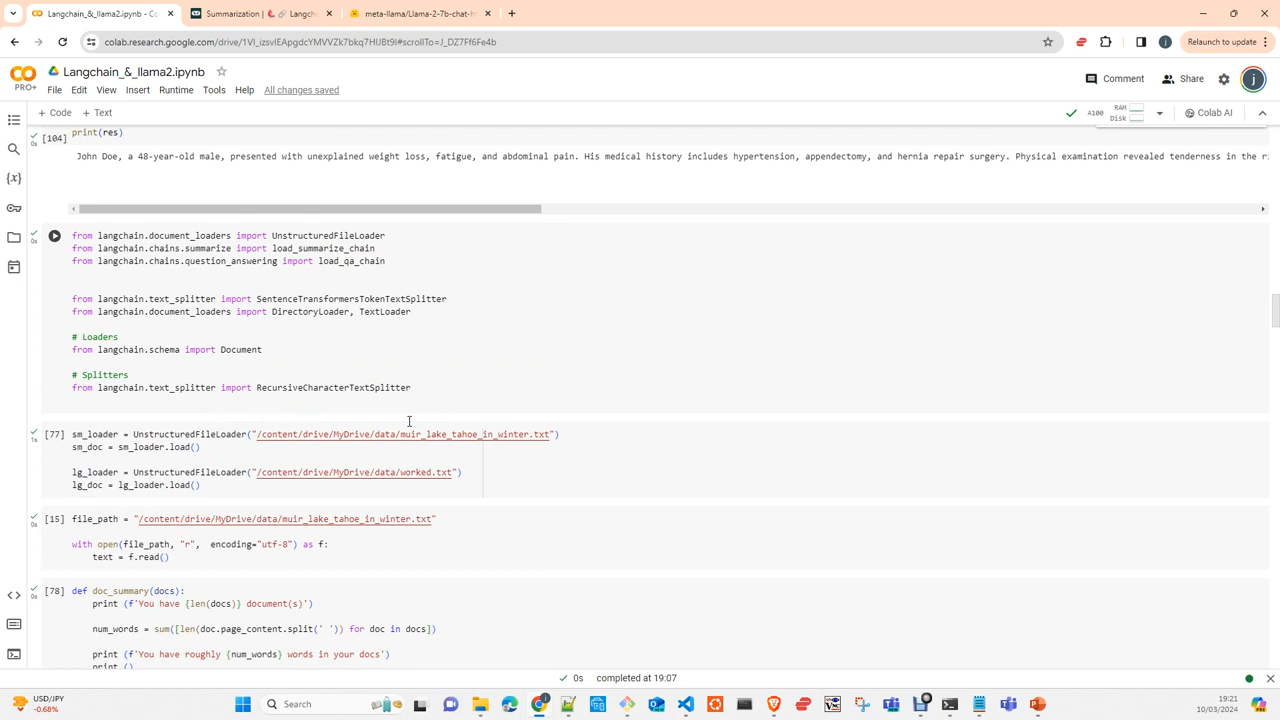 Langchain_&_llama2.ipynb - Co
Summarization | 🦜🔗 Langch
meta-llama/Llama-2-7b-chat-h
colab.research.google.com/drive/1Vl_izsvlEApgdcYMVVZk7bkq7HlJBt9I#scrollTo=J_DZ7Ff6Fe4b
Relaunch to update
Langchain_&_llama2.ipynb
PRO+
File Edit View Insert Runtime Tools Help All changes saved
Comment
Share
j
+ Code + Text
A100
RAM
Disk
Colab AI
[104] print(res)
0s
John Doe, a 48-year-old male, presented with unexplained weight loss, fatigue, and abdominal pain. His medical history includes hypertension, appendectomy, and hernia repair surgery. Physical examination revealed tenderness in the ri
0s
from langchain.document_loaders import UnstructuredFileLoader
from langchain.chains.summarize import load_summarize_chain
from langchain.chains.question_answering import load_qa_chain
from langchain.text_splitter import SentenceTransformersTokenTextSplitter
from langchain.document_loaders import DirectoryLoader, TextLoader
# Loaders
from langchain.schema import Document
# Splitters
from langchain.text_splitter import RecursiveCharacterTextSplitter
[77] sm_loader = UnstructuredFileLoader("/content/drive/MyDrive/data/muir_lake_tahoe_in_winter.txt")
1s
sm_doc = sm_loader.load()
lg_loader = UnstructuredFileLoader("/content/drive/MyDrive/data/worked.txt")
lg_doc = lg_loader.load()
[15] file_path = "/content/drive/MyDrive/data/muir_lake_tahoe_in_winter.txt"
0s
with open(file_path, "r", encoding="utf-8") as f:
text = f.read()
[78] def doc_summary(docs):
0s
print (f'You have {len(docs)} document(s)')
num_words = sum([len(doc.page_content.split(' ')) for doc in docs])
print (f'You have roughly {num_words} words in your docs')
print ()
0s completed at 19:07
USD/JPY
-0.68%
Search
19:21
10/03/2024